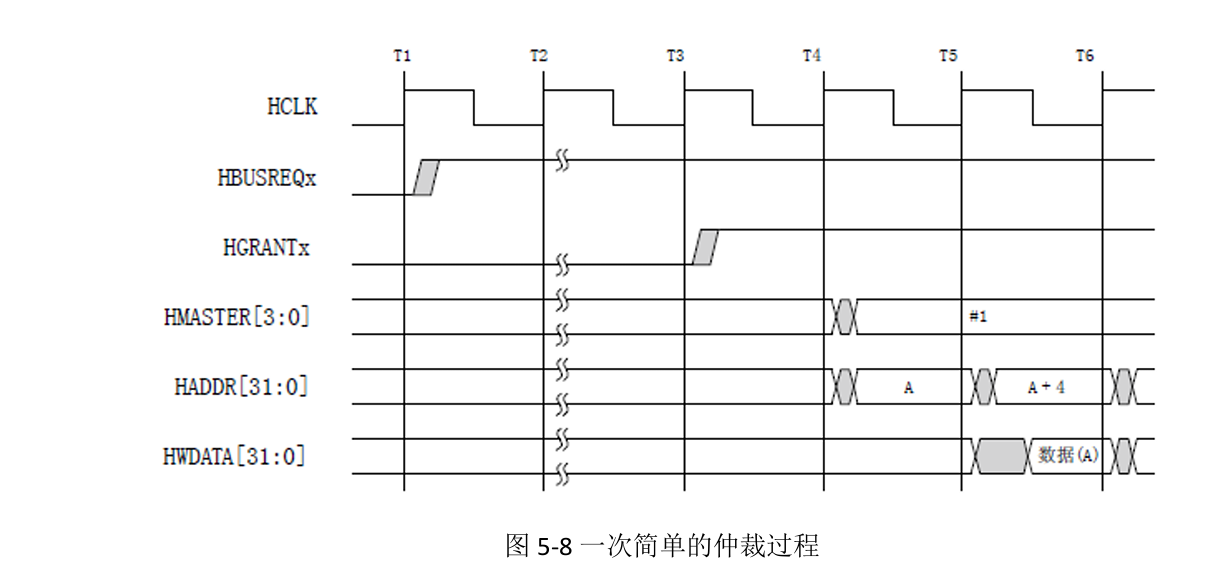 T1 T2 T3 T4 T5 T6
HCLK
HBUSREQx
HGRANTx
HMASTER[3:0] #1
HADDR[31:0] A A+4
HWDATA[31:0] 数据(A)
图 5-8 一次简单的仲裁过程